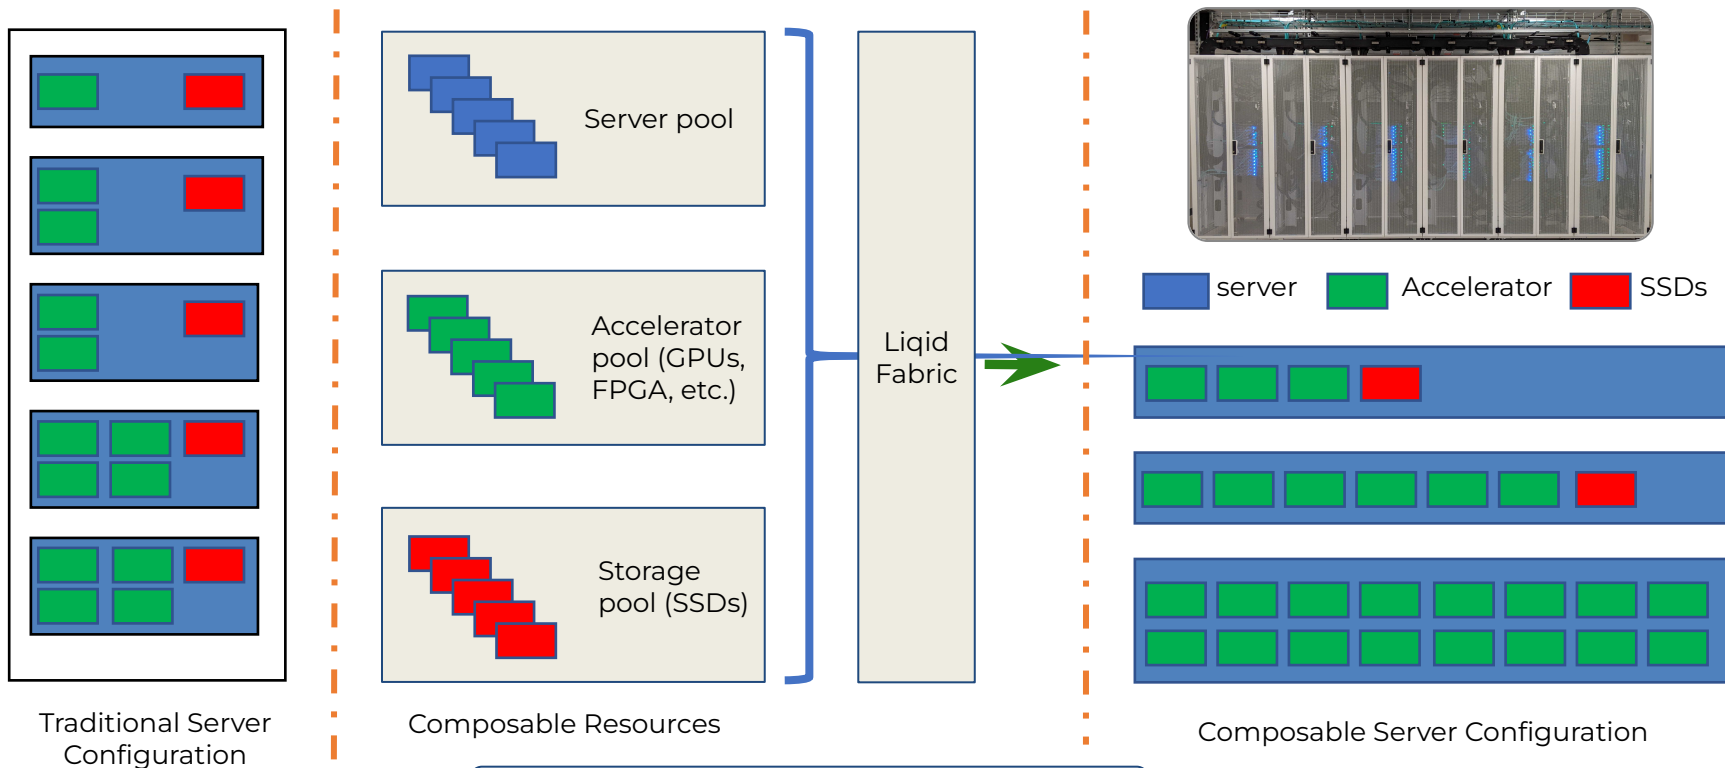 Server pool
Accelerator
pool (GPUs,
FPGA, etc.)
Storage
pool (SSDs)
Liqid
Fabric
server
Accelerator
SSDs
Traditional Server
Configuration
Composable Resources
Composable Server Configuration